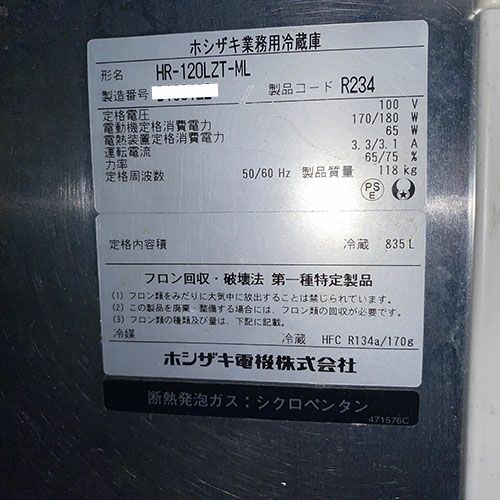 ホシザキ業務用冷蔵庫
形名 HR-120LZT-ML
製造番号
製品コード R234
定格電圧 100 V
電動機定格消費電力 170/180 W
電熱装置定格消費電力 65 W
運転電流 3.3/3.1 A
力率 65/75 %
定格周波数 50/60 Hz 製品質量 118 kg
PS
E
定格内容積 冷蔵 835 L
フロン回収・破壊法 第一種特定製品
(1) フロン類をみだりに大気中に放出することは禁じられています。
(2) この製品を廃棄・整備する場合には、フロン類の回収が必要です。
(3) フロン類の種類及び量は、下記に記載。
冷媒 冷蔵 HFC R134a/170g
ホシザキ電機株式会社
断熱発泡ガス：シクロペンタン
471576C